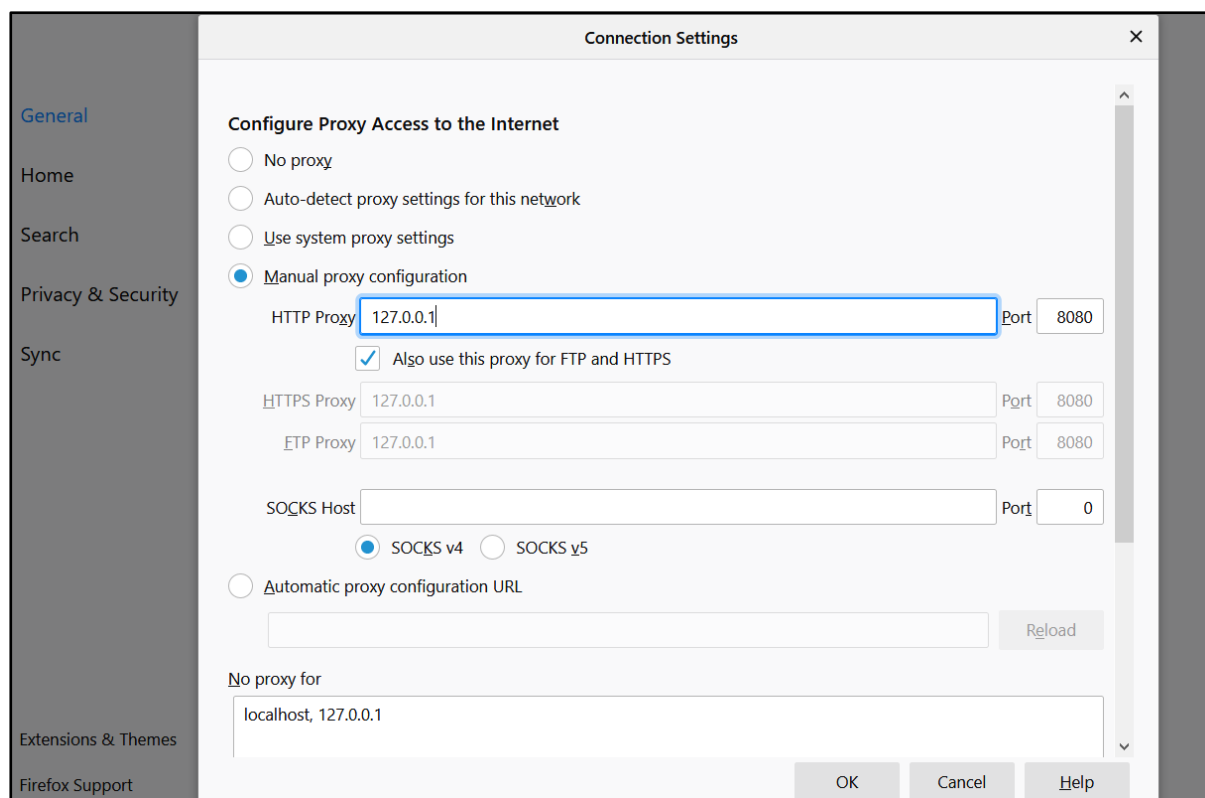 Connection Settings
General
Home
Search
Privacy & Security
Sync
Extensions & Themes
Firefox Support
Configure Proxy Access to the Internet
No proxy
Auto-detect proxy settings for this network
Use system proxy settings
Manual proxy configuration
HTTP Proxy 127.0.0.1 Port 8080
Also use this proxy for FTP and HTTPS
HTTPS Proxy 127.0.0.1 Port 8080
FTP Proxy 127.0.0.1 Port 8080
SOCKS Host Port 0
SOCKS v4 SOCKS v5
Automatic proxy configuration URL
Reload
No proxy for
localhost, 127.0.0.1
OK Cancel Help